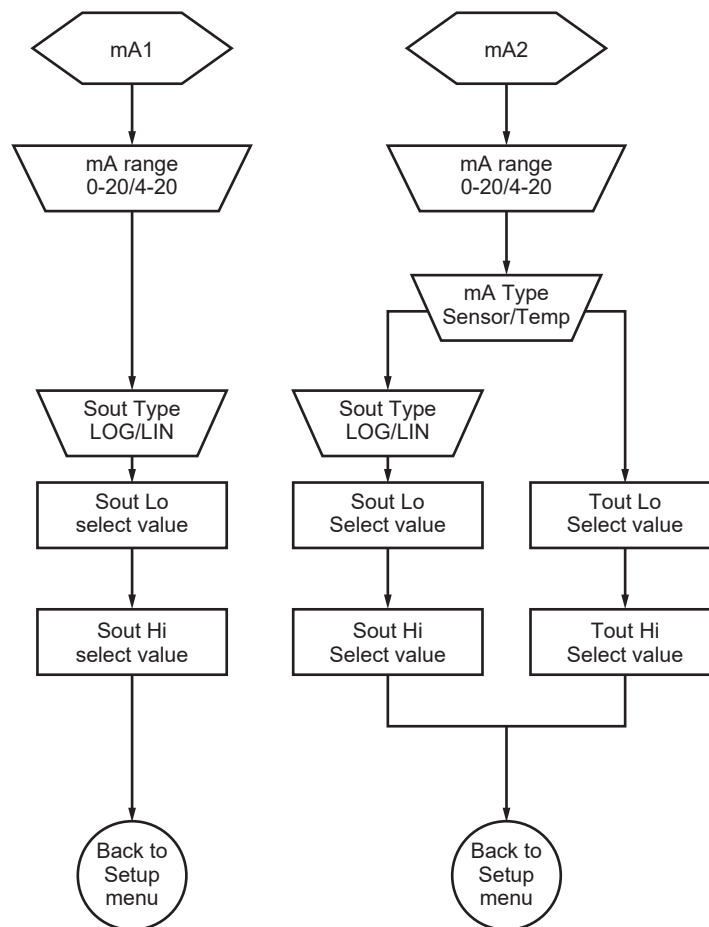 mA1
mA range
0-20/4-20
Sout Type
LOG/LIN
Sout Lo
select value
Sout Hi
select value
Back to
Setup
menu
mA2
mA range
0-20/4-20
mA Type
Sensor/Temp
Sout Type
LOG/LIN
Sout Lo
Select value
Sout Hi
Select value
Tout Lo
Select value
Tout Hi
Select value
Back to
Setup
menu